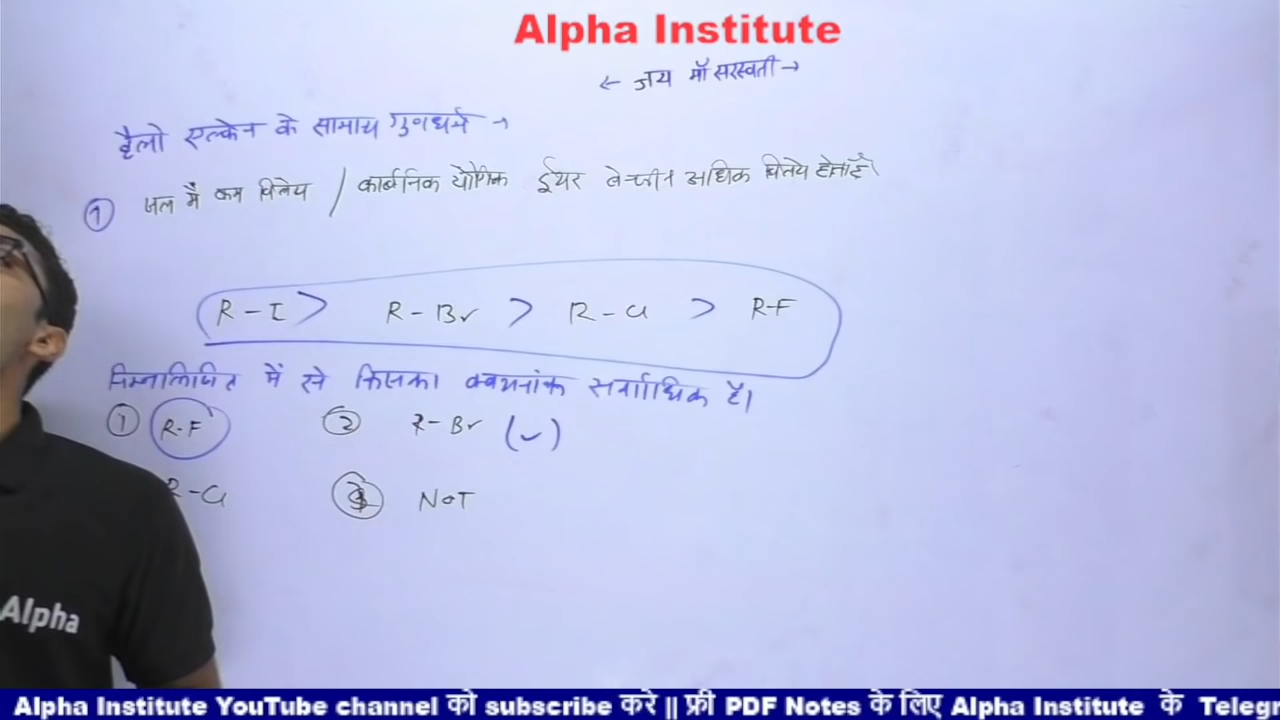 Alpha Institute
← जय माँ सरस्वती →
हैलो एल्केन के सामान्य गुणधर्म →
① जल में कम विलेय / कार्बनिक यौगिक ईथर बेन्जीन अधिक विलेय होता है।
R-I > R-Br > R-Cl > R-F
निम्नलिखित में से किसका क्वथनांक सर्वाधिक है।
① R-F ② R-Br (✓)
R-Cl ④ NOT
Alpha
Alpha Institute YouTube channel को subscribe करे || फ्री PDF Notes के लिए Alpha Institute के Telegr